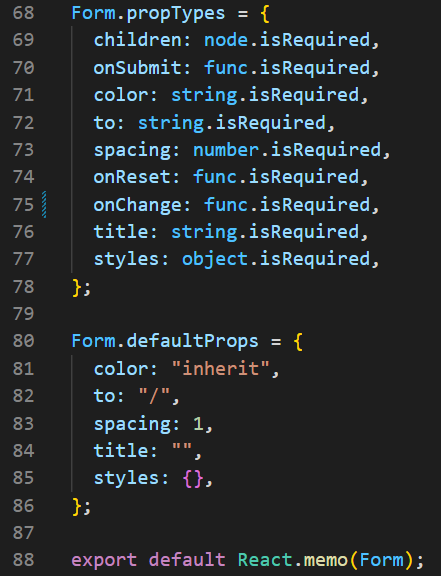 68 Form.propTypes = {
69   children: node.isRequired,
70   onSubmit: func.isRequired,
71   color: string.isRequired,
72   to: string.isRequired,
73   spacing: number.isRequired,
74   onReset: func.isRequired,
75   onChange: func.isRequired,
76   title: string.isRequired,
77   styles: object.isRequired,
78 };
79
80 Form.defaultProps = {
81   color: "inherit",
82   to: "/",
83   spacing: 1,
84   title: "",
85   styles: {},
86 };
87
88 export default React.memo(Form);